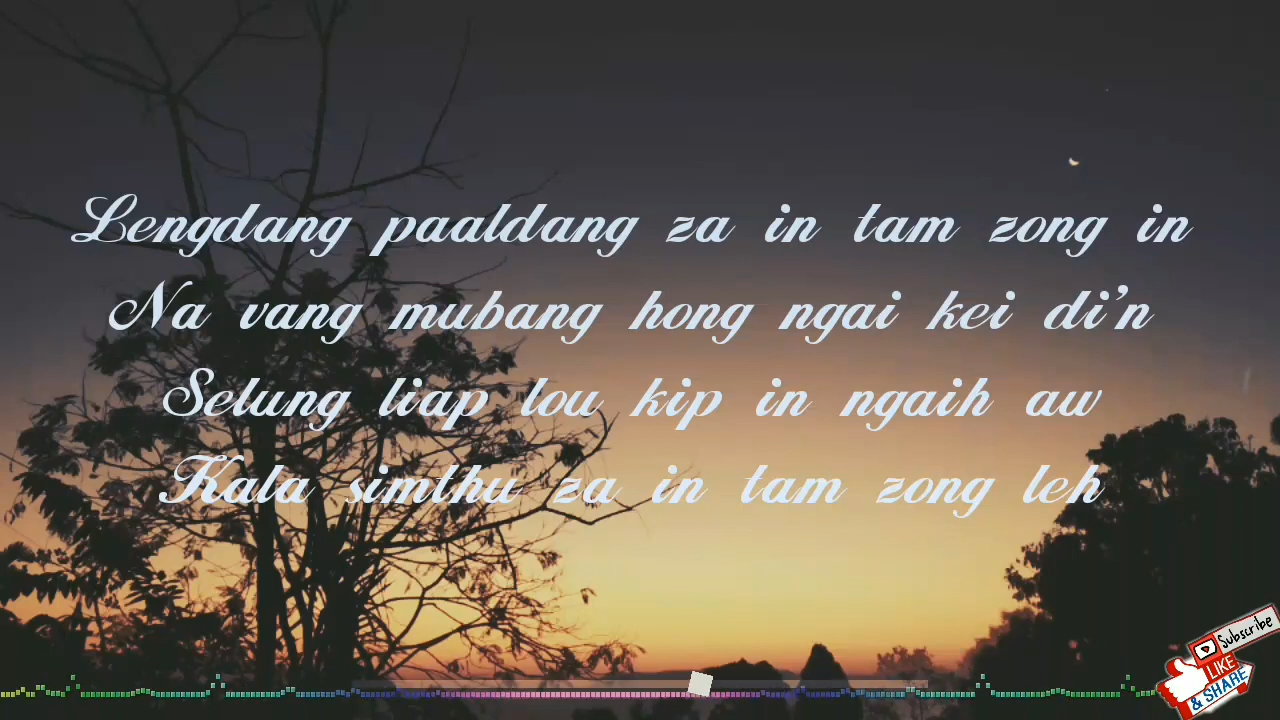 Lengdang paaldang za in tam zong in
Na vang mubang hong ngai kei di'n
Selung liap lou kip in ngaih aw
Kala simthu za in tam zong leh
Subscribe
LIKE
& SHARE